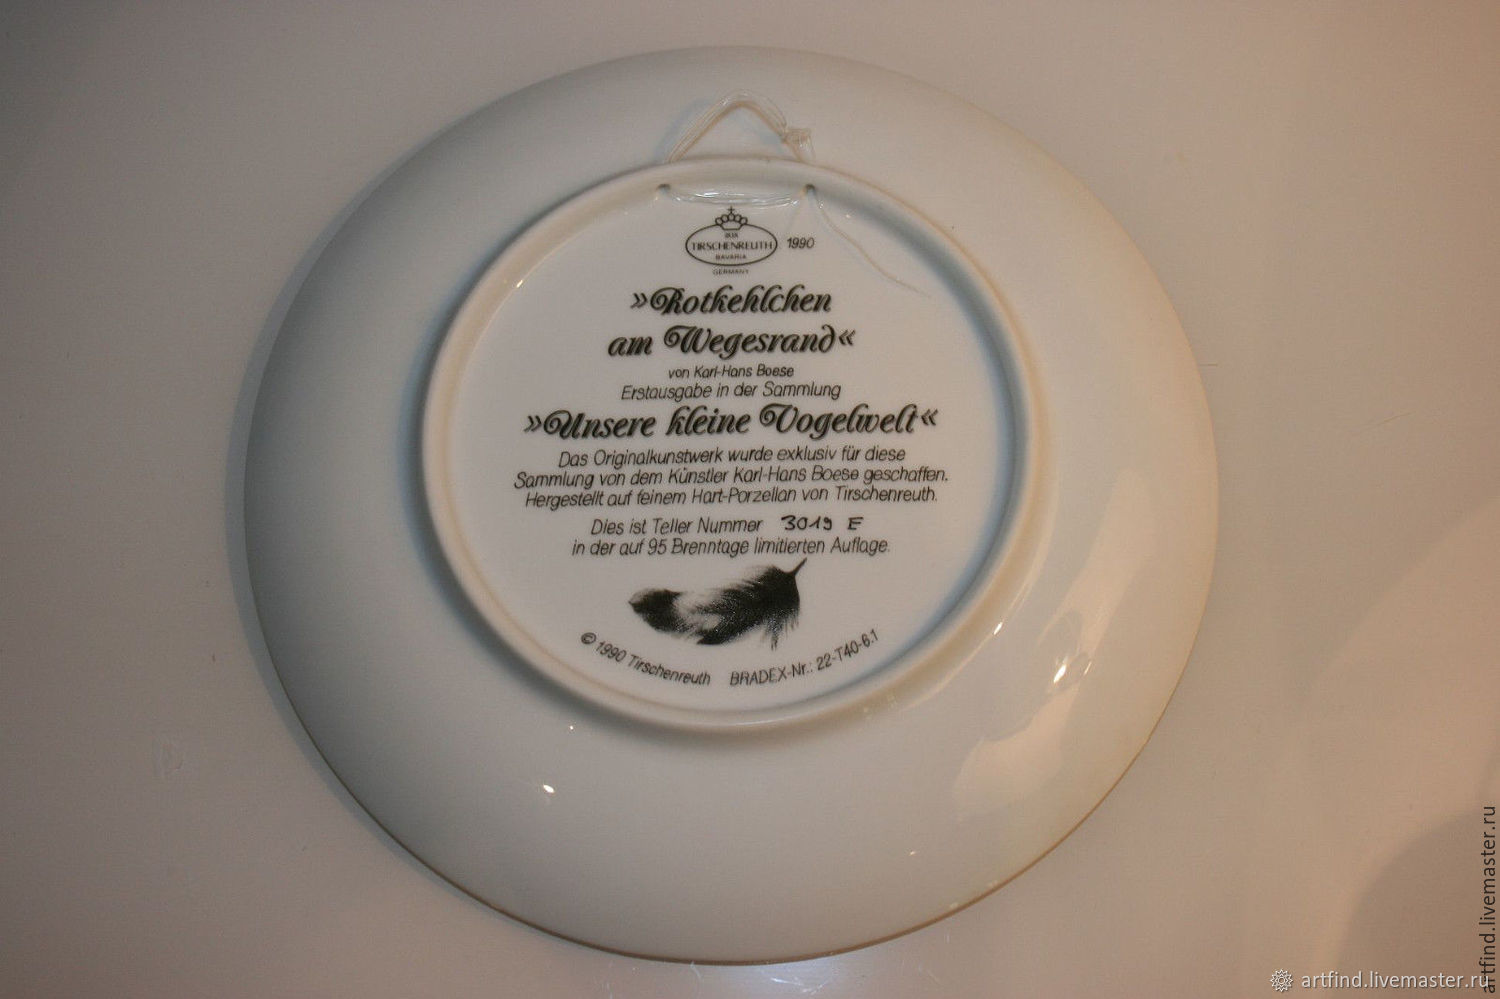 TIRSCHENREUTH
BAVARIA
GERMANY
1990
»Rotkehlchen
am Wegesrand«
von Karl-Hans Boese
Erstausgabe in der Sammlung
»Unsere kleine Vogelwelt«
Das Originalkunstwerk wurde exklusiv für diese
Sammlung von dem Künstler Karl-Hans Boese geschaffen.
Hergestellt auf feinem Hart-Porzellan von Tirschenreuth.
Dies ist Teller Nummer 3019 E
in der auf 95 Brenntage limitierten Auflage.
© 1990 Tirschenreuth BRADEX-Nr.: 22-T40-6.1
artfind.livemaster.ru
artfind.livemaster.ru